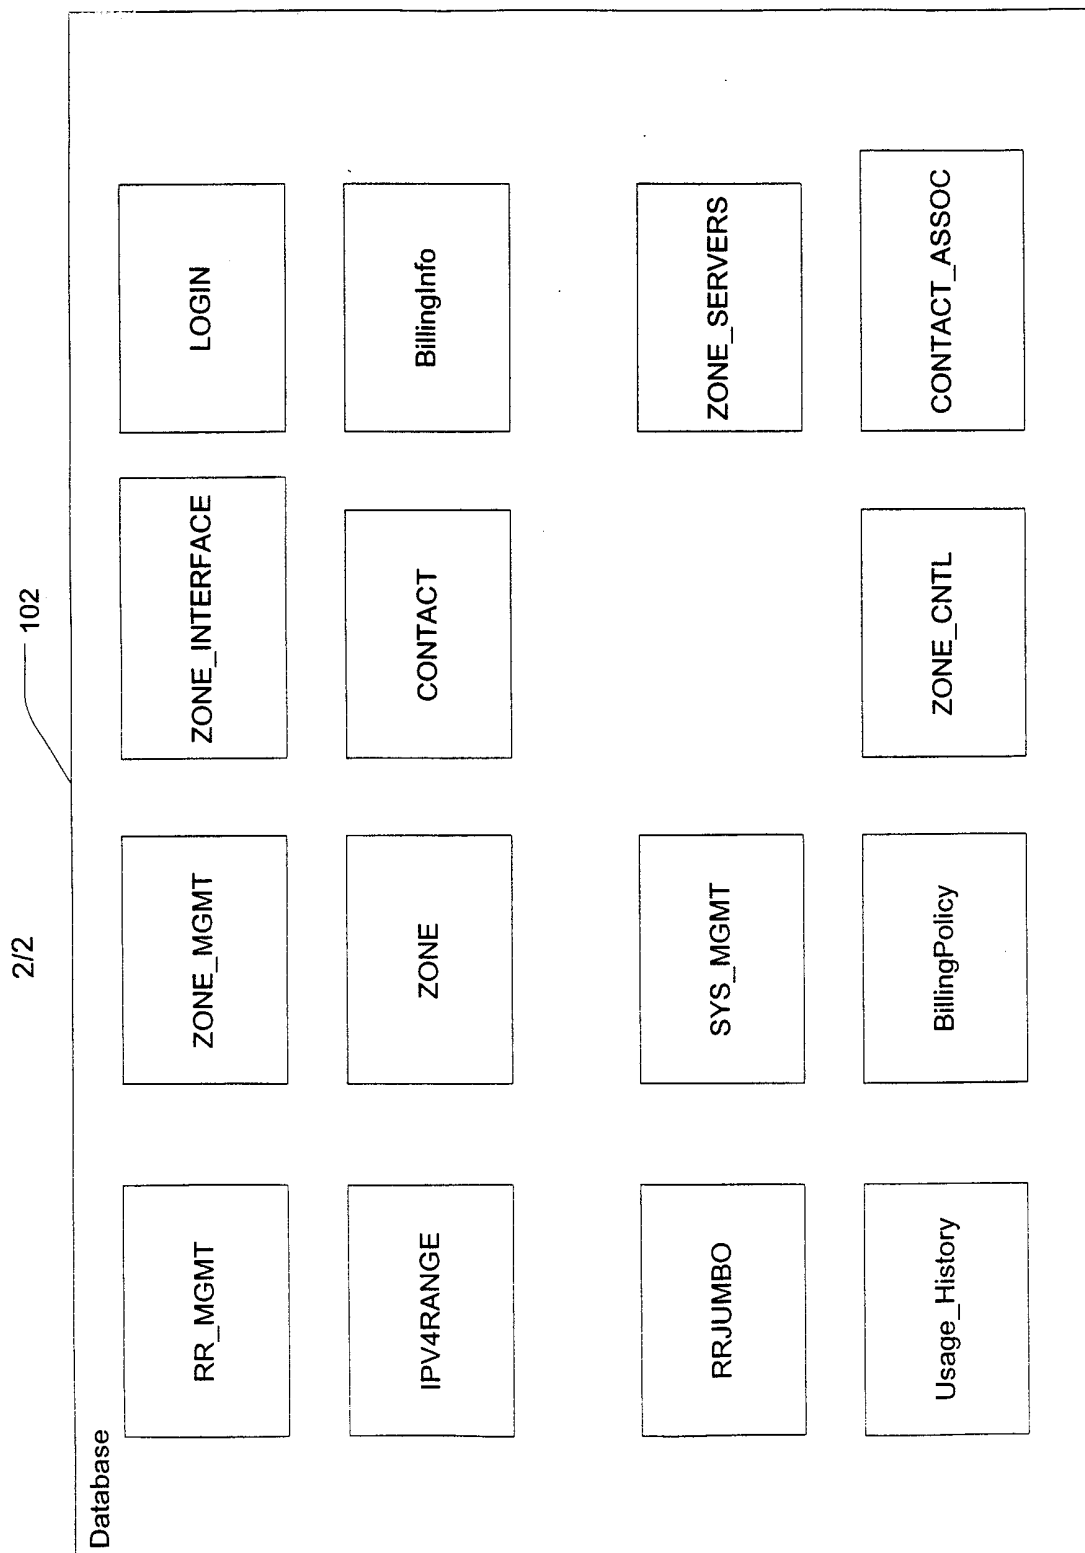 2/2
102
Database
RR_MGMT
ZONE_MGMT
ZONE_INTERFACE
LOGIN
IPV4RANGE
ZONE
CONTACT
BillingInfo
RRJUMBO
SYS_MGMT
ZONE_SERVERS
Usage_History
BillingPolicy
ZONE_CNTL
CONTACT_ASSOC